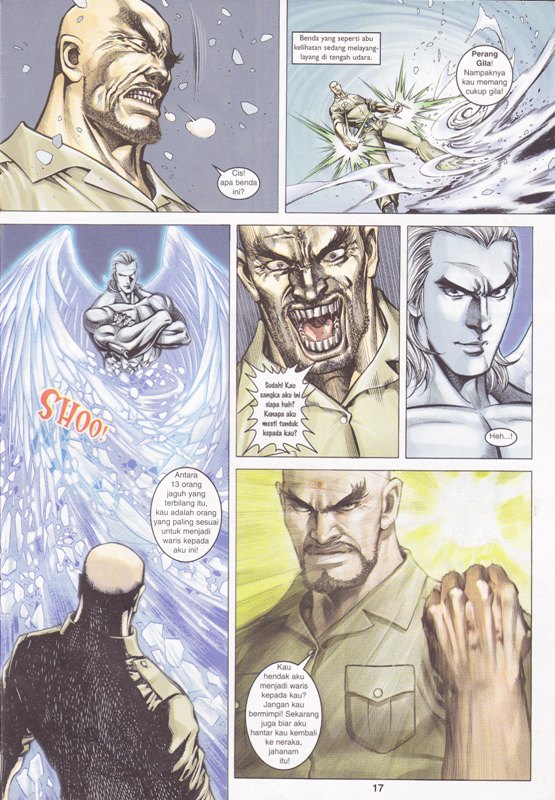 Cis!
apa benda
ini?
Benda yang seperti abu
kelihatan sedang melayang-
layang di tengah udara.
Perang
Gila!
Nampaknya
kau memang
cukup gila!
SHOO!
Antara
13 orang
jaguh yang
terbilang itu,
kau adalah orang
yang paling sesuai
untuk menjadi
waris kepada
aku ini!
Sudah! Kau
sangka aku ini
siapa hah?
Kenapa aku
mesti tunduk
kepada kau?
Heh...!
Kau
hendak aku
menjadi waris
kepada kau?
Jangan kau
bermimpi! Sekarang
juga biar aku
hantar kau kembali
ke neraka,
jahanam
itu!
17